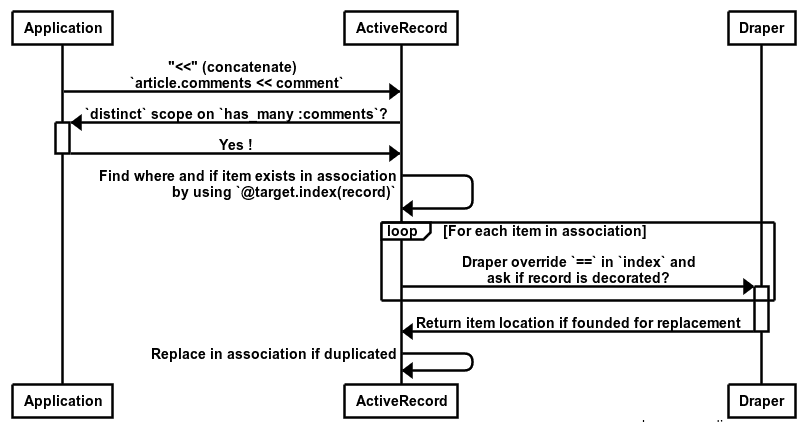 Application
ActiveRecord
Draper
"<<" (concatenate)
`article.comments << comment`
`distinct` scope on `has_many :comments`?
Yes !
Find where and if item exists in association
by using `@target.index(record)`
loop
[For each item in association]
Draper override `==` in `index` and
ask if record is decorated?
Return item location if founded for replacement
Replace in association if duplicated
Application
ActiveRecord
Draper